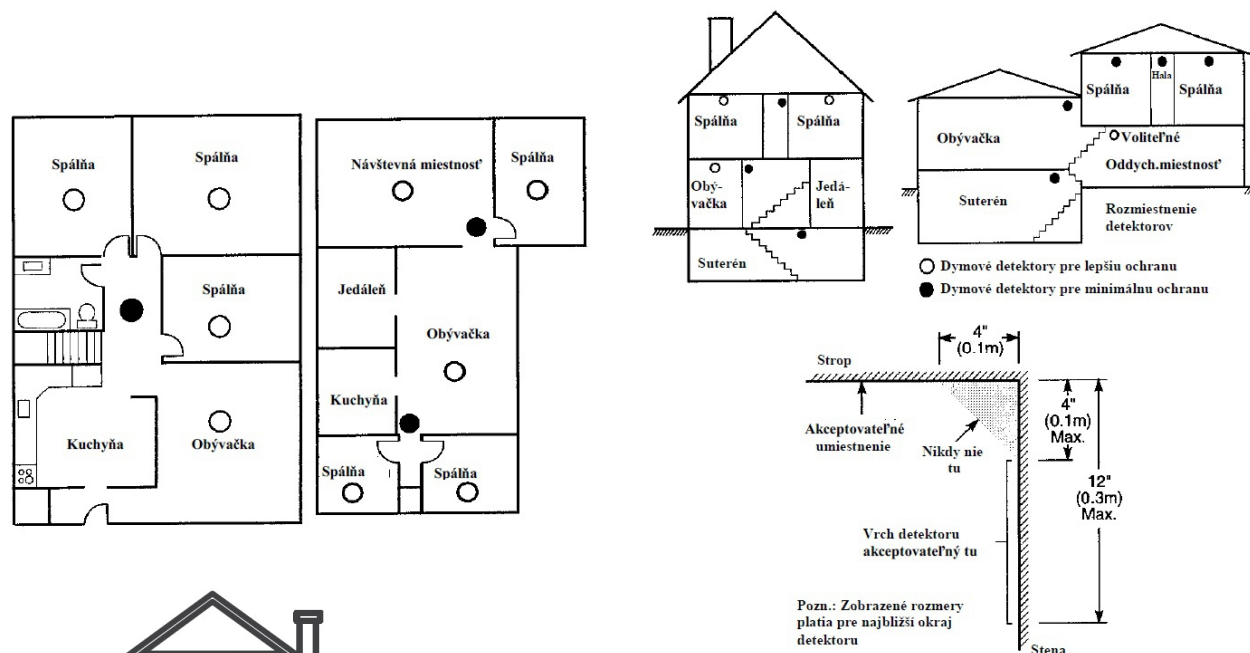 Spálňa
Spálňa
Spálňa
Kuchyňa
Obývačka
Návštevná miestnosť
Spálňa
Jedáleň
Obývačka
Kuchyňa
Spálňa
Spálňa
Spálňa
Spálňa
Obý-
vačka
Jedá-
leň
Suterén
Spálňa
Hala
Spálňa
Obývačka
Voliteľné
Oddych.miestnosť
Suterén
Rozmiestnenie
detektorov
Dymové detektory pre lepšiu ochranu
Dymové detektory pre minimálnu ochranu
4"
(0.1m)
Strop
4"
(0.1m)
Max.
Akceptovateľné
umiestnenie
Nikdy nie
tu
12"
(0.3m)
Max.
Vrch detektoru
akceptovateľný tu
Pozn.: Zobrazené rozmery
platia pre najbližší okraj
detektoru
Stena